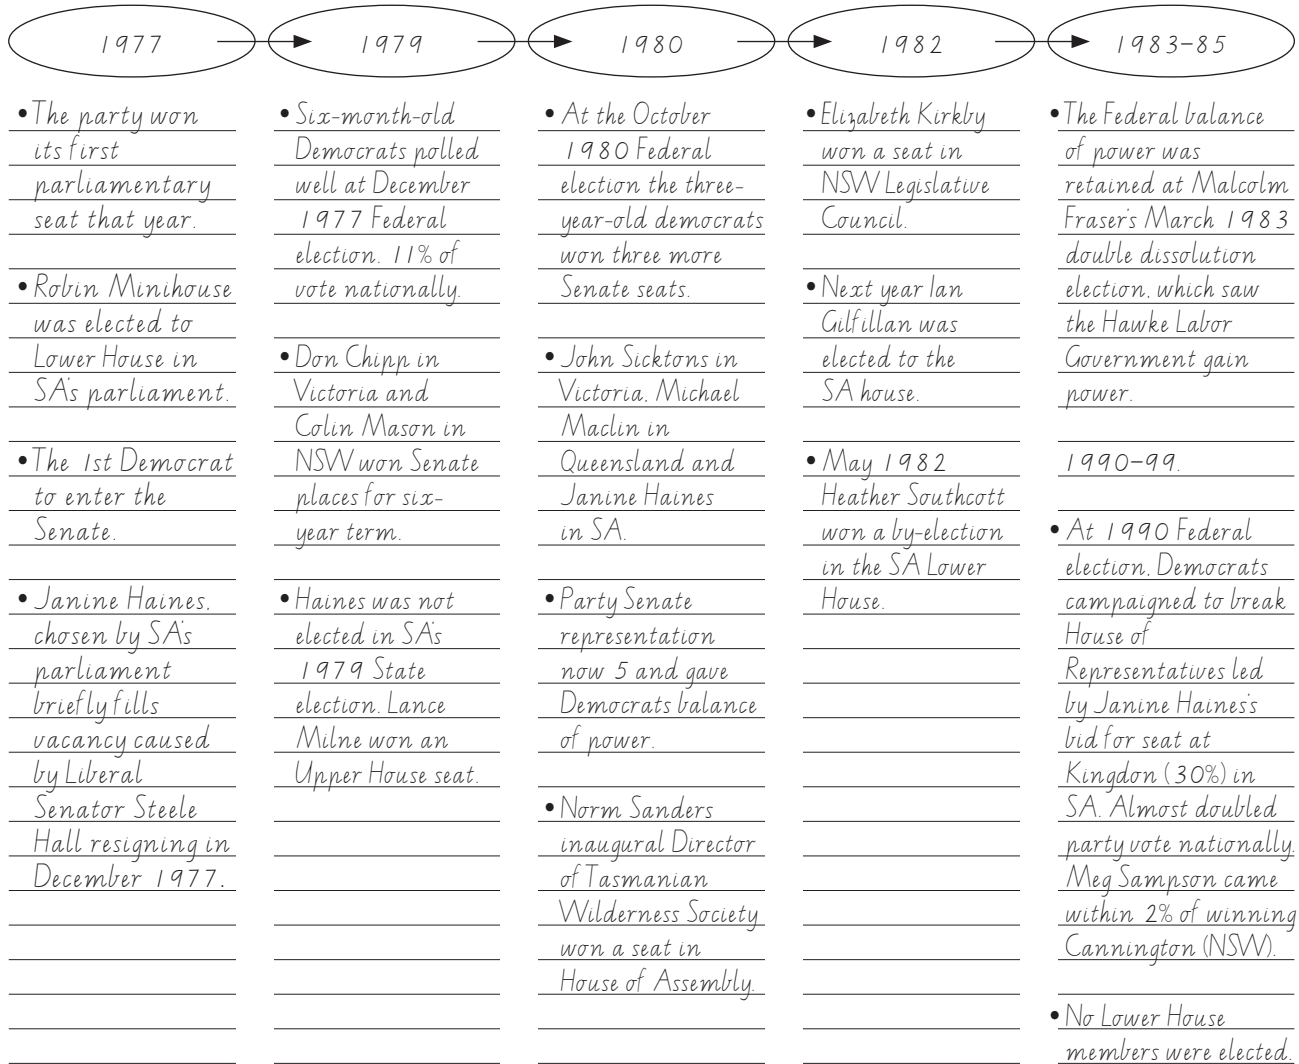 1977
1979
1980
1982
1983–85
• The party won
its first
parliamentary
seat that year.
• Robin Minihouse
was elected to
Lower House in
SA's parliament.
• The 1st Democrat
to enter the
Senate.
• Janine Haines,
chosen by SA's
parliament
briefly fills
vacancy caused
by Liberal
Senator Steele
Hall resigning in
December 1977.
• Six-month-old
Democrats polled
well at December
1977 Federal
election. 11% of
vote nationally.
• Don Chipp in
Victoria and
Colin Mason in
NSW won Senate
places for six-
year term.
• Haines was not
elected in SA's
1979 State
election. Lance
Milne won an
Upper House seat.
• At the October
1980 Federal
election the three-
year-old democrats
won three more
Senate seats.
• John Sicktons in
Victoria, Michael
Maclin in
Queensland and
Janine Haines
in SA.
• Party Senate
representation
now 5 and gave
Democrats balance
of power.
• Norm Sanders
inaugural Director
of Tasmanian
Wilderness Society
won a seat in
House of Assembly.
• Elizabeth Kirkby
won a seat in
NSW Legislative
Council.
• Next year Ian
Gilfillan was
elected to the
SA house.
• May 1982
Heather Southcott
won a by-election
in the SA Lower
House.
• The Federal balance
of power was
retained at Malcolm
Fraser's March 1983
double dissolution
election, which saw
the Hawke Labor
Government gain
power.
1990–99.
• At 1990 Federal
election, Democrats
campaigned to break
House of
Representatives led
by Janine Haines's
bid for seat at
Kingdon (30%) in
SA. Almost doubled
party vote nationally.
Meg Sampson came
within 2% of winning
Cannington (NSW).
• No Lower House
members were elected.